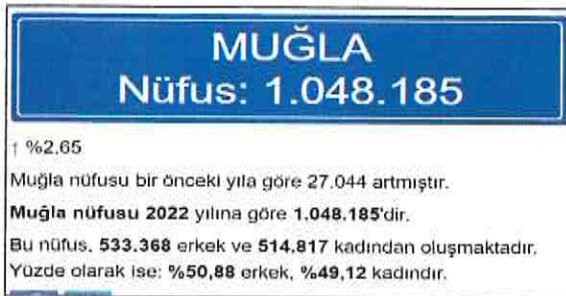 MUĞLA
Nüfus: 1.048.185
↑ %2,65
Muğla nüfusu bir önceki yıla göre 27.044 artmıştır.
Muğla nüfusu 2022 yılına göre 1.048.185'dir.
Bu nüfus, 533.368 erkek ve 514.817 kadından oluşmaktadır.
Yüzde olarak ise: %50,88 erkek, %49,12 kadındır.